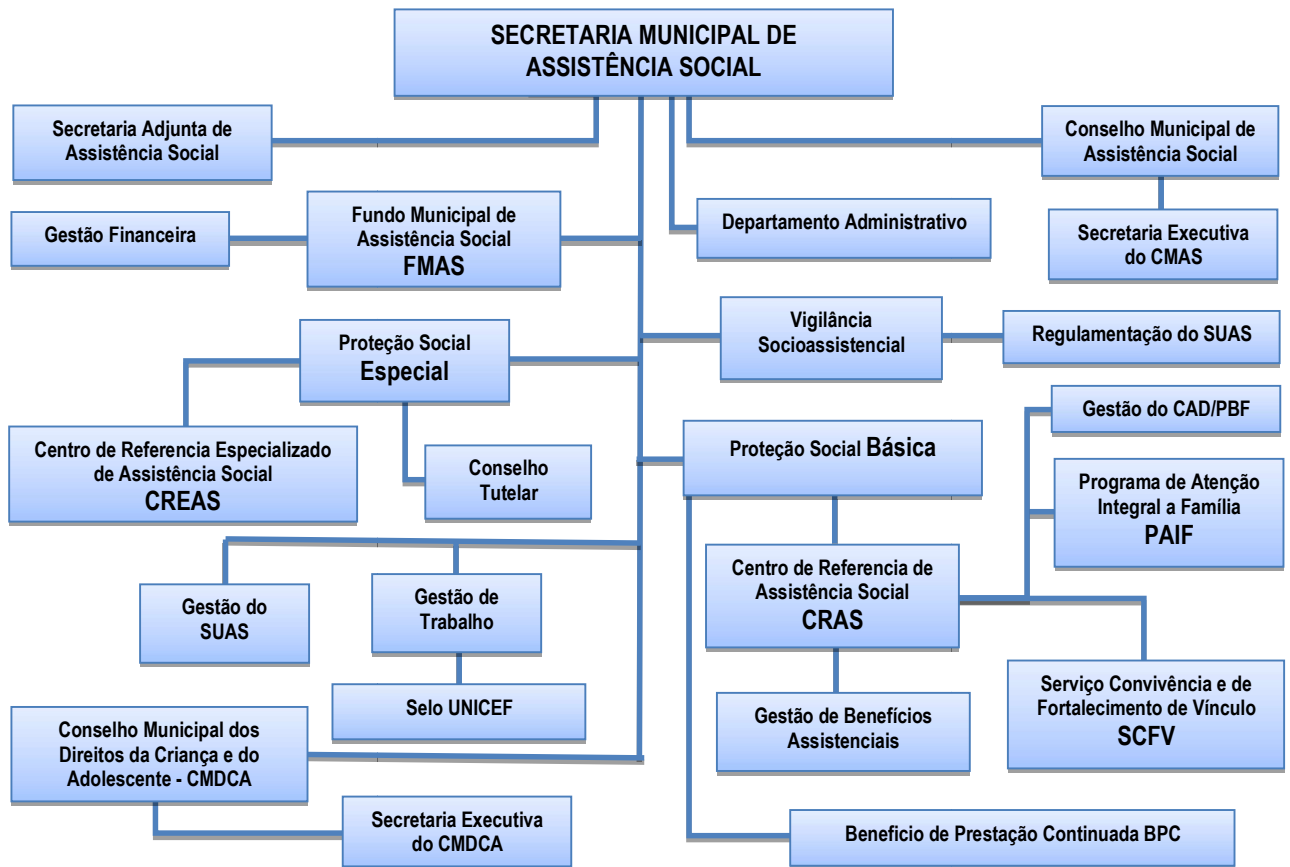 SECRETARIA MUNICIPAL DE
ASSISTÊNCIA SOCIAL
Secretaria Adjunta de
Assistência Social
Conselho Municipal de
Assistência Social
Gestão Financeira
Fundo Municipal de
Assistência Social
FMAS
Departamento Administrativo
Secretaria Executiva
do CMAS
Proteção Social
Especial
Vigilância
Socioassistencial
Regulamentação do SUAS
Gestão do CAD/PBF
Centro de Referencia Especializado
de Assistência Social
CREAS
Conselho
Tutelar
Proteção Social Básica
Programa de Atenção
Integral a Família
PAIF
Gestão do
SUAS
Gestão de
Trabalho
Centro de Referencia de
Assistência Social
CRAS
Selo UNICEF
Serviço Convivência e de
Fortalecimento de Vínculo
SCFV
Gestão de Benefícios
Assistenciais
Conselho Municipal dos
Direitos da Criança e do
Adolescente - CMDCA
Secretaria Executiva
do CMDCA
Beneficio de Prestação Continuada BPC